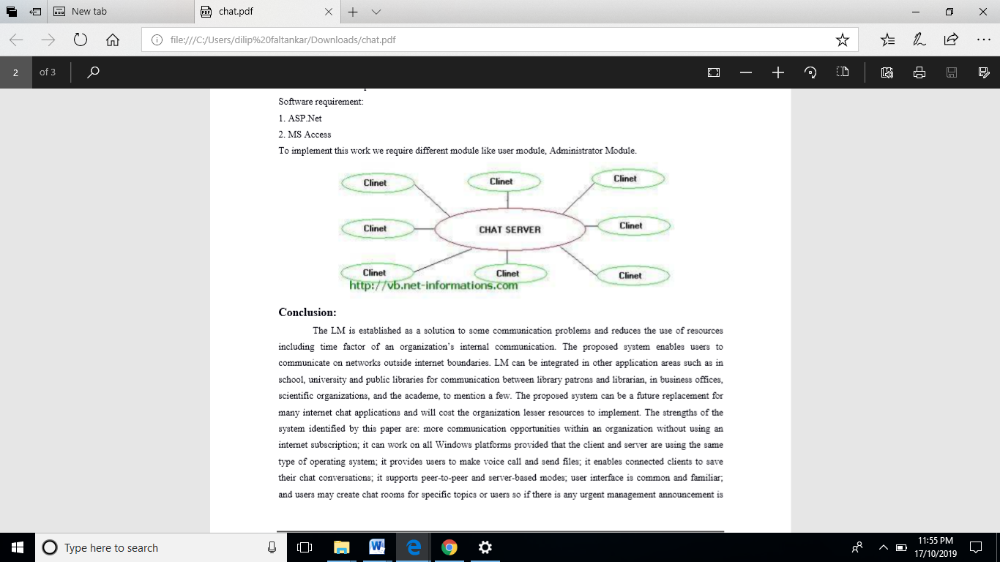 New tab
chat.pdf
file:///C:/Users/dilip%20faltankar/Downloads/chat.pdf
2 of 3
Software requirement:
1. ASP.Net
2. MS Access
To implement this work we require different module like user module, Administrator Module.
Clinet Clinet Clinet
Clinet CHAT SERVER Clinet
Clinet Clinet Clinet
http://vb.net-informations.com
Conclusion:
The LM is established as a solution to some communication problems and reduces the use of resources
including time factor of an organization's internal communication. The proposed system enables users to
communicate on networks outside internet boundaries. LM can be integrated in other application areas such as in
school, university and public libraries for communication between library patrons and librarian, in business offices,
scientific organizations, and the academe, to mention a few. The proposed system can be a future replacement for
many internet chat applications and will cost the organization lesser resources to implement. The strengths of the
system identified by this paper are: more communication opportunities within an organization without using an
internet subscription; it can work on all Windows platforms provided that the client and server are using the same
type of operating system; it provides users to make voice call and send files; it enables connected clients to save
their chat conversations; it supports peer-to-peer and server-based modes; user interface is common and familiar;
and users may create chat rooms for specific topics or users so if there is any urgent management announcement is
Type here to search
11:55 PM
17/10/2019